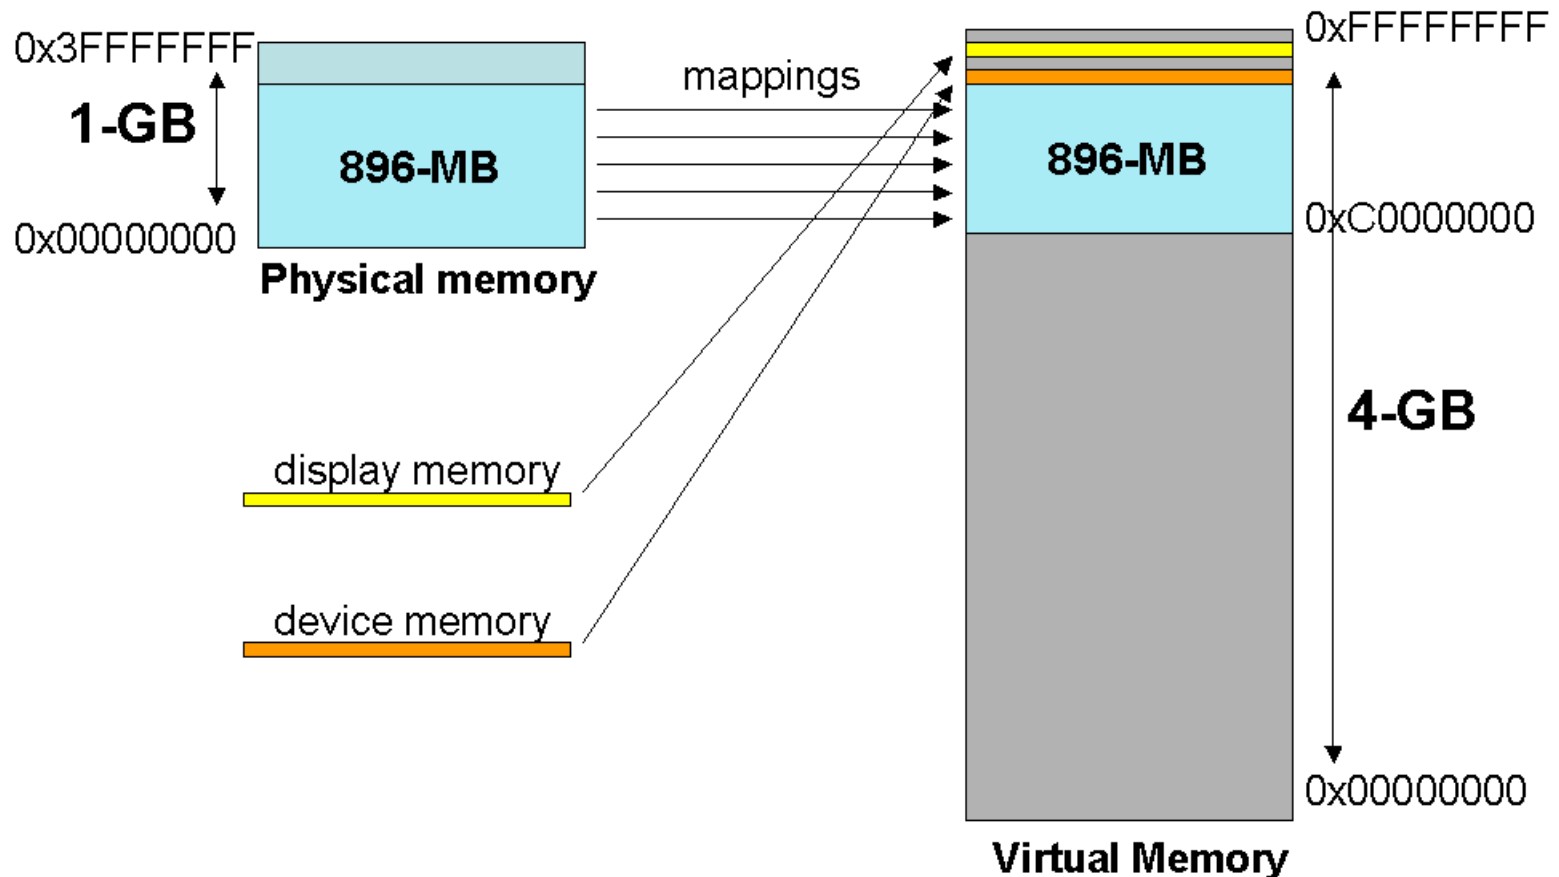 0x3FFFFFFF
1-GB
896-MB
0x00000000
Physical memory
mappings
0xFFFFFFFF
896-MB
0xC0000000
4-GB
0x00000000
Virtual Memory
display memory
device memory